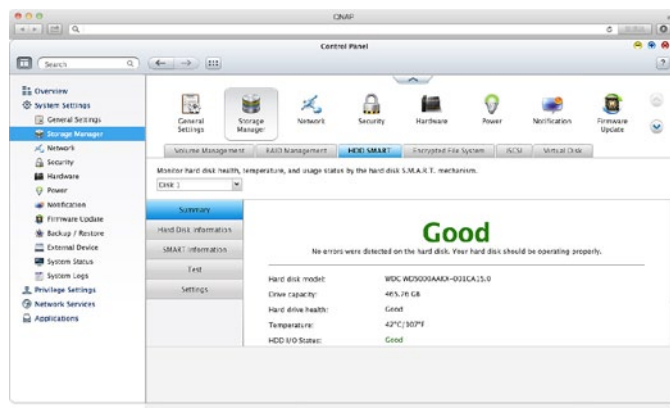 QNAP
Control Panel
Search
Overview
System Settings
General Settings
Storage Manager
Network
Security
Hardware
Power
Notification
Firmware Update
Backup / Restore
External Device
System Status
System Logs
Privilege Settings
Network Services
Applications
General Settings
Storage Manager
Network
Security
Hardware
Power
Notification
Firmware Update
Volume Management
RAID Management
HDD SMART
Encrypted File System
iSCSI
Virtual Disk
Monitor hard disk health, temperature, and usage status by the hard disk S.M.A.R.T. mechanism.
Disk 1
Summary
Hard Disk Information
SMART Information
Test
Settings
Good
No errors were detected on the hard disk. Your hard disk should be operating properly.
Hard disk model: WDC WD5000AAKX-001CA15.0
Drive capacity: 465.76 GB
Hard drive health: Good
Temperature: 42°C/107°F
HDD I/O Status: Good